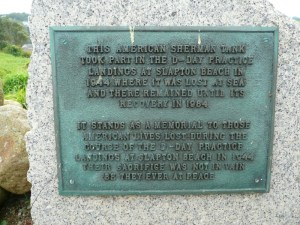 THIS AMERICAN SHERMAN TANK
TOOK PART IN THE D-DAY PRACTICE
LANDINGS AT SLAPTON BEACH IN
1944 WHERE IT WAS LOST AT SEA
AND THERE REMAINED UNTIL ITS
RECOVERY IN 1984
IT STANDS AS A MEMORIAL TO THOSE
AMERICAN LIVES LOST DURING THE
COURSE OF THE D-DAY PRACTICE
LANDINGS AT SLAPTON BEACH IN 1944
THEIR SACRIFICE WAS NOT IN VAIN
BE THEY EVER AT PEACE